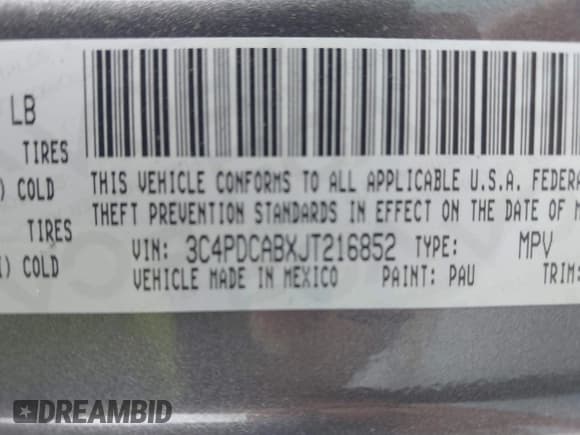 LB
TIRES
) COLD THIS VEHICLE CONFORMS TO ALL APPLICABLE U.S.A. FEDERA
THEFT PREVENTION STANDARDS IN EFFECT ON THE DATE OF M
TIRES VIN: 3C4PDCABXJT216852 TYPE: MPV
) COLD VEHICLE MADE IN MEXICO PAINT: PAU TRIM:
DREAMBID